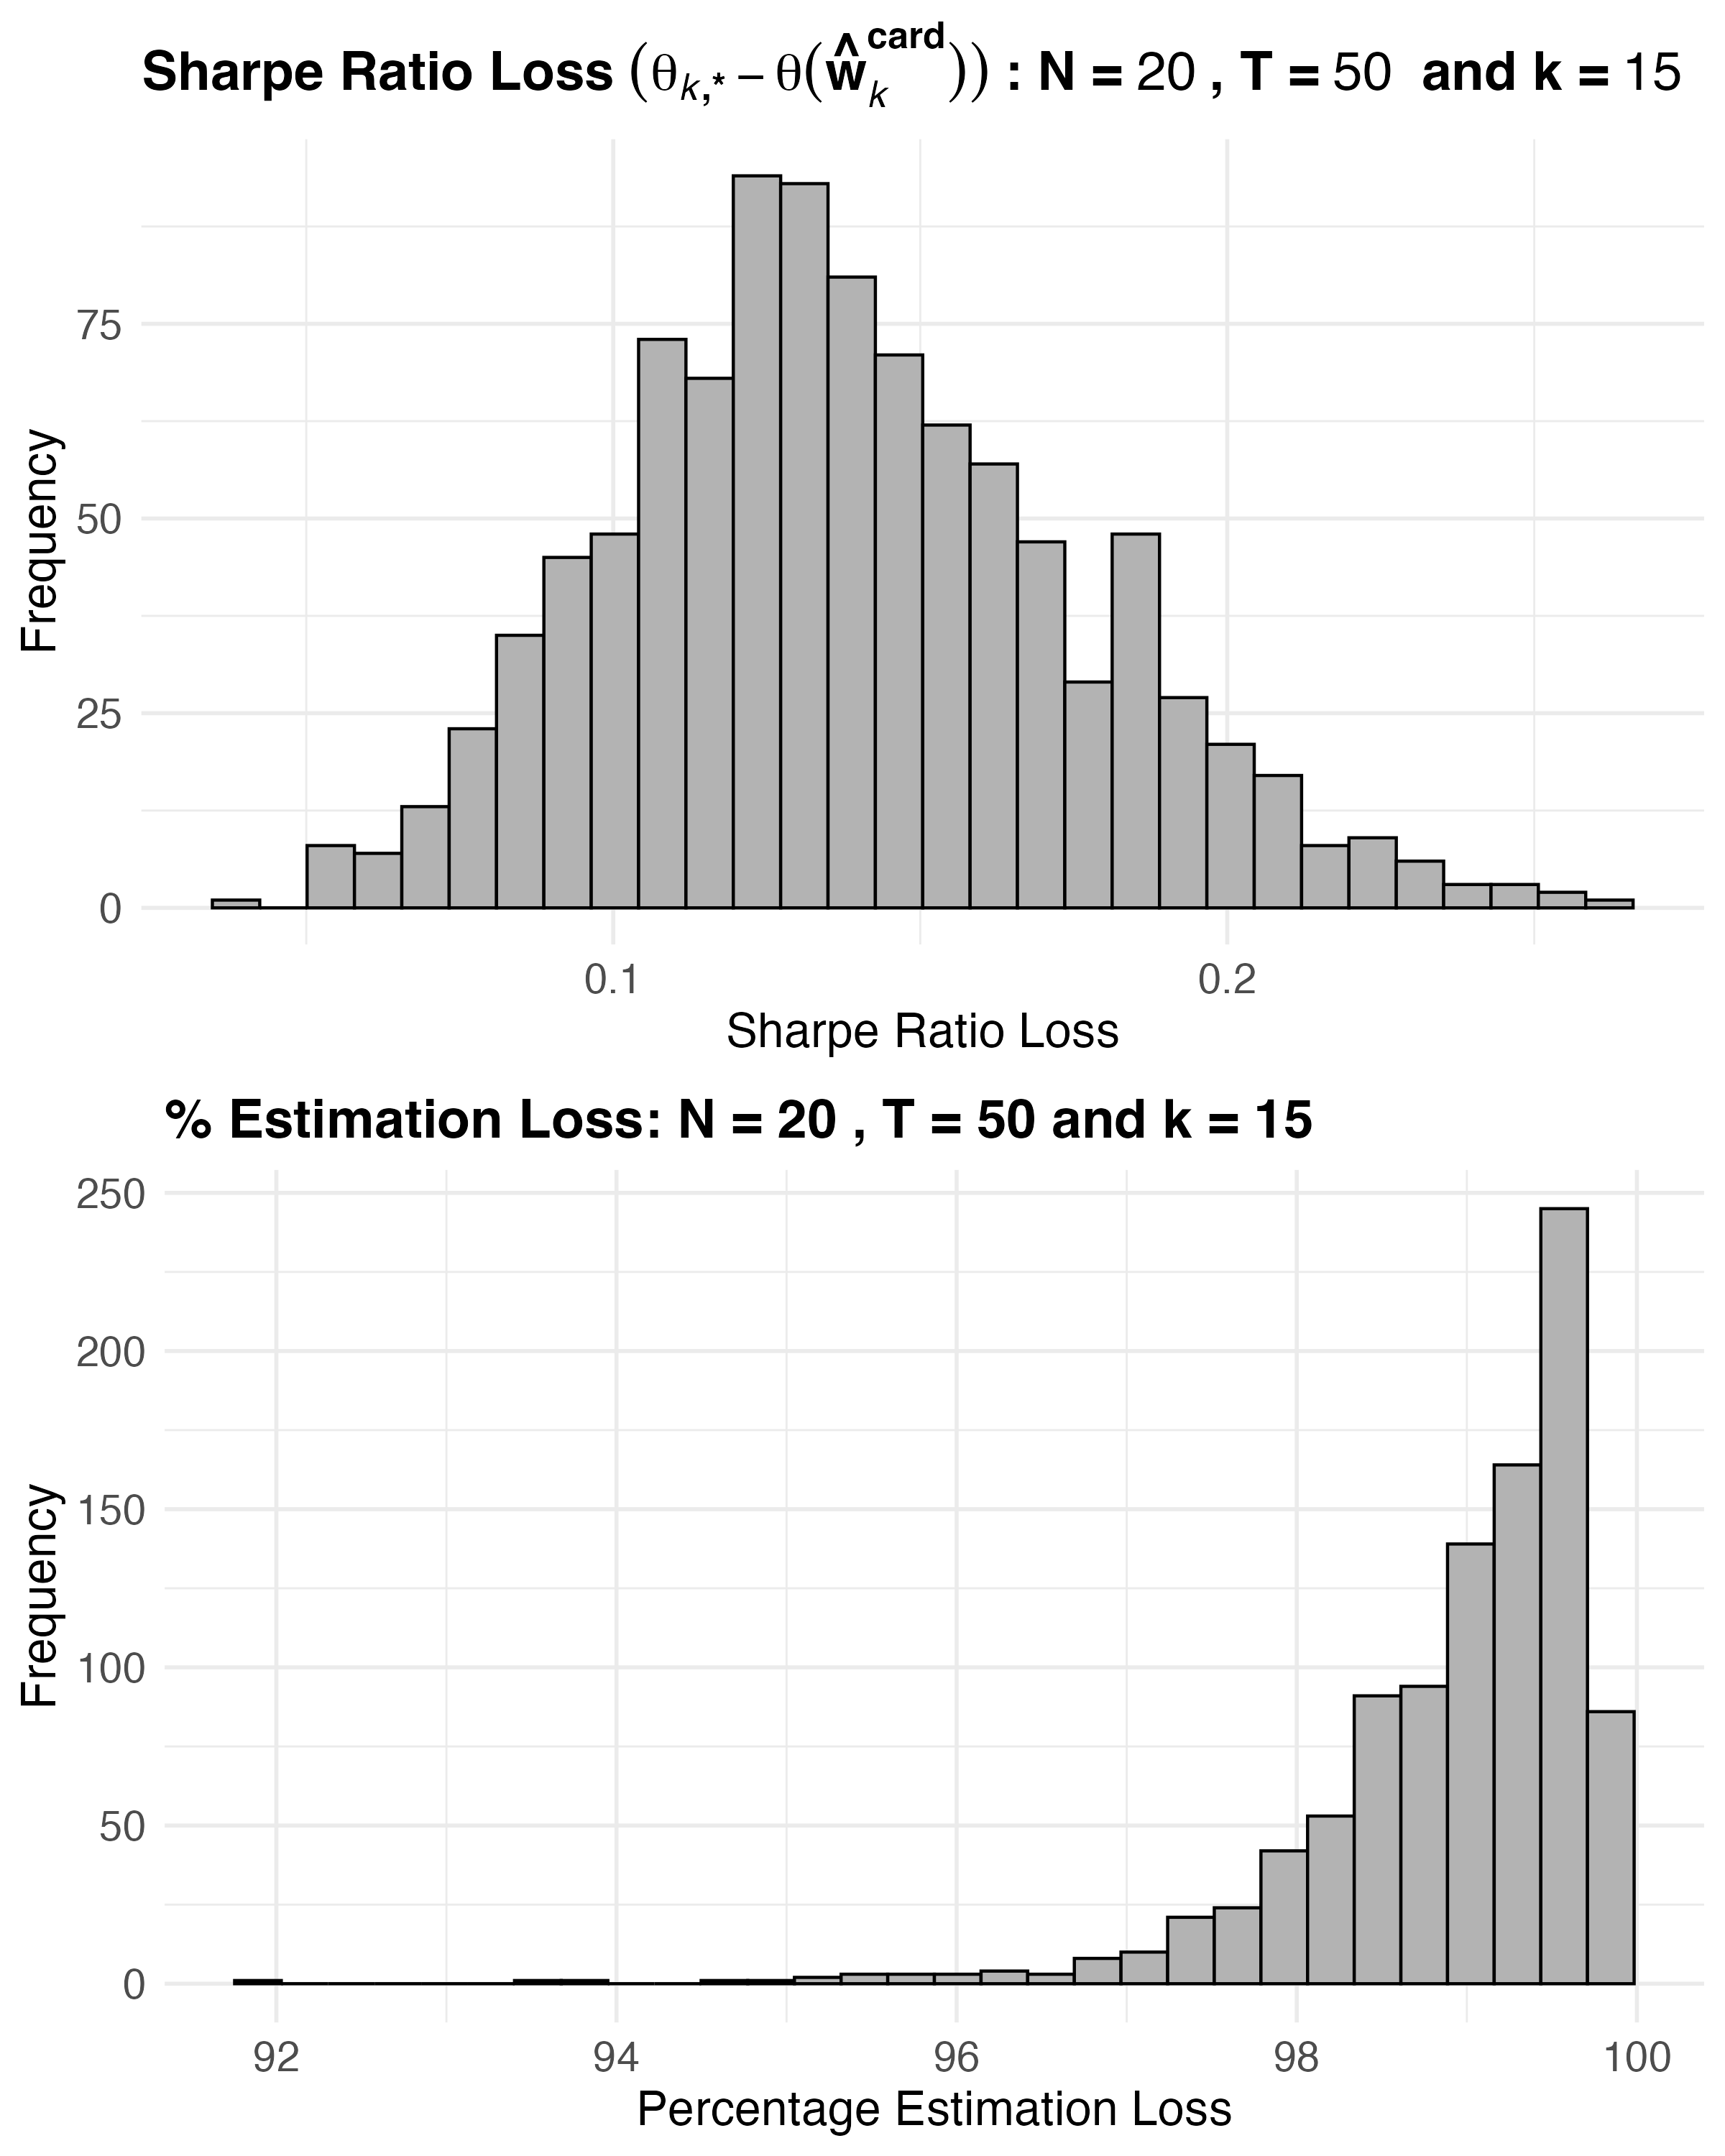 Sharpe Ratio Loss (θk,* − θ(ŵk^card)) : N = 20 , T = 50 and k = 15
Frequency
75
50
25
0
0.1 0.2
Sharpe Ratio Loss
% Estimation Loss: N = 20 , T = 50 and k = 15
Frequency
250
200
150
100
50
0
92 94 96 98 100
Percentage Estimation Loss